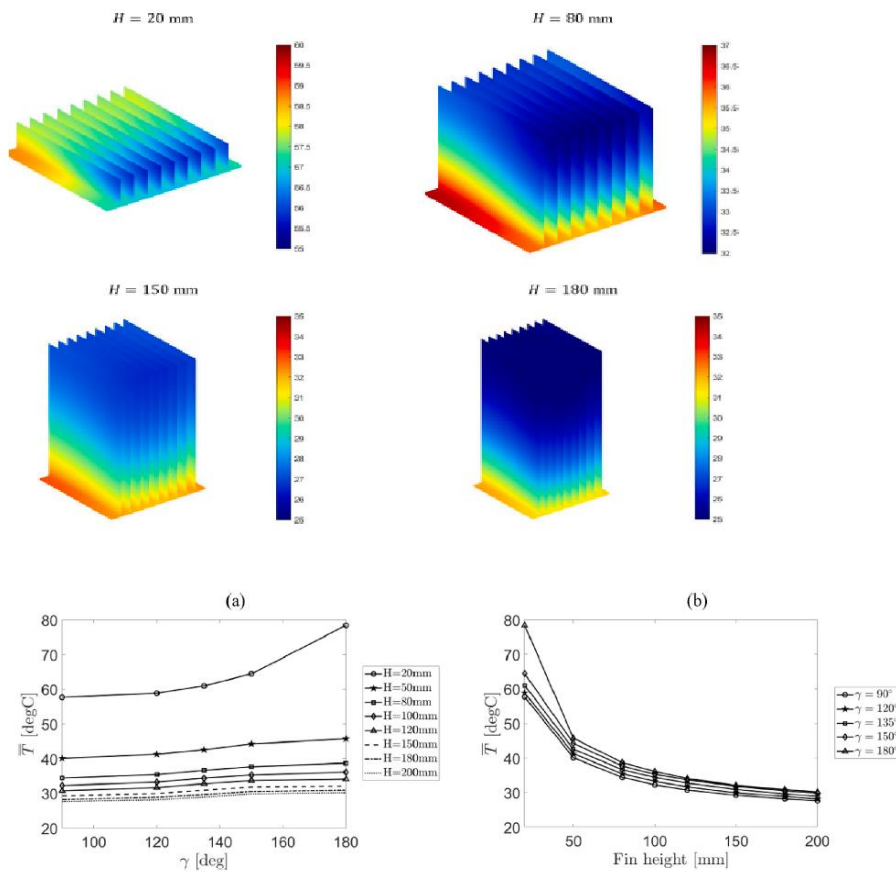 H = 20 mm
60
59.5
59
58.5
58
57.5
57
56.5
56
55.5
55
H = 80 mm
37
36.5
36
35.5
35
34.5
34
33.5
33
32.5
32
H = 150 mm
35
34
33
32
31
30
29
28
27
26
25
H = 180 mm
35
34
33
32
31
30
29
28
27
26
25
(a)
80
70
60
50
40
30
20
T [degC]
100 120 140 160 180
γ [deg]
H=20mm
H=50mm
H=80mm
H=100mm
H=120mm
H=150mm
H=180mm
H=200mm
(b)
80
70
60
50
40
30
20
T [degC]
50 100 150 200
Fin height [mm]
γ = 90°
γ = 120°
γ = 135°
γ = 150°
γ = 180°